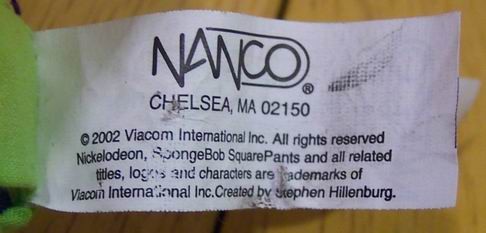 NANCO®
CHELSEA, MA 02150
© 2002 Viacom International Inc. All rights reserved
Nickelodeon, SpongeBob SquarePants and all related
titles, logos and characters are trademarks of
Viacom International Inc.Created by Stephen Hillenburg.